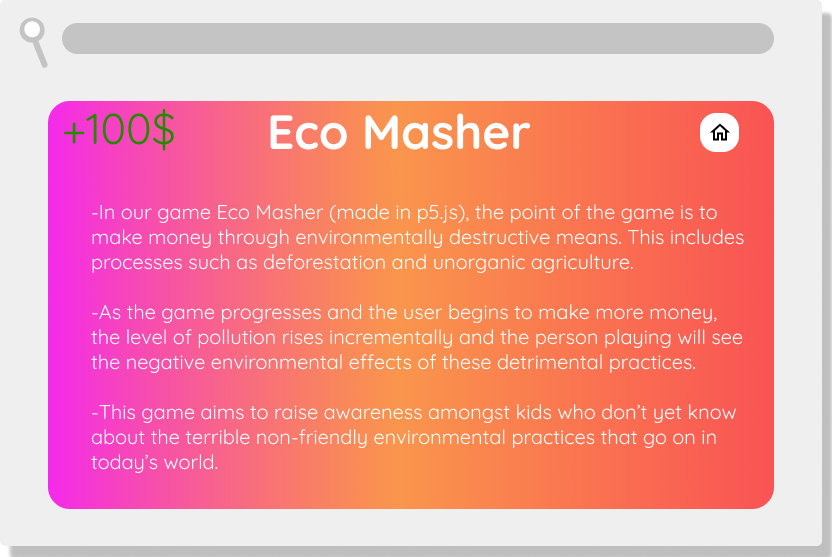 +100$
Eco Masher
-In our game Eco Masher (made in p5.js), the point of the game is to
make money through environmentally destructive means. This includes
processes such as deforestation and unorganic agriculture.
-As the game progresses and the user begins to make more money,
the level of pollution rises incrementally and the person playing will see
the negative environmental effects of these detrimental practices.
-This game aims to raise awareness amongst kids who don’t yet know
about the terrible non-friendly environmental practices that go on in
today’s world.